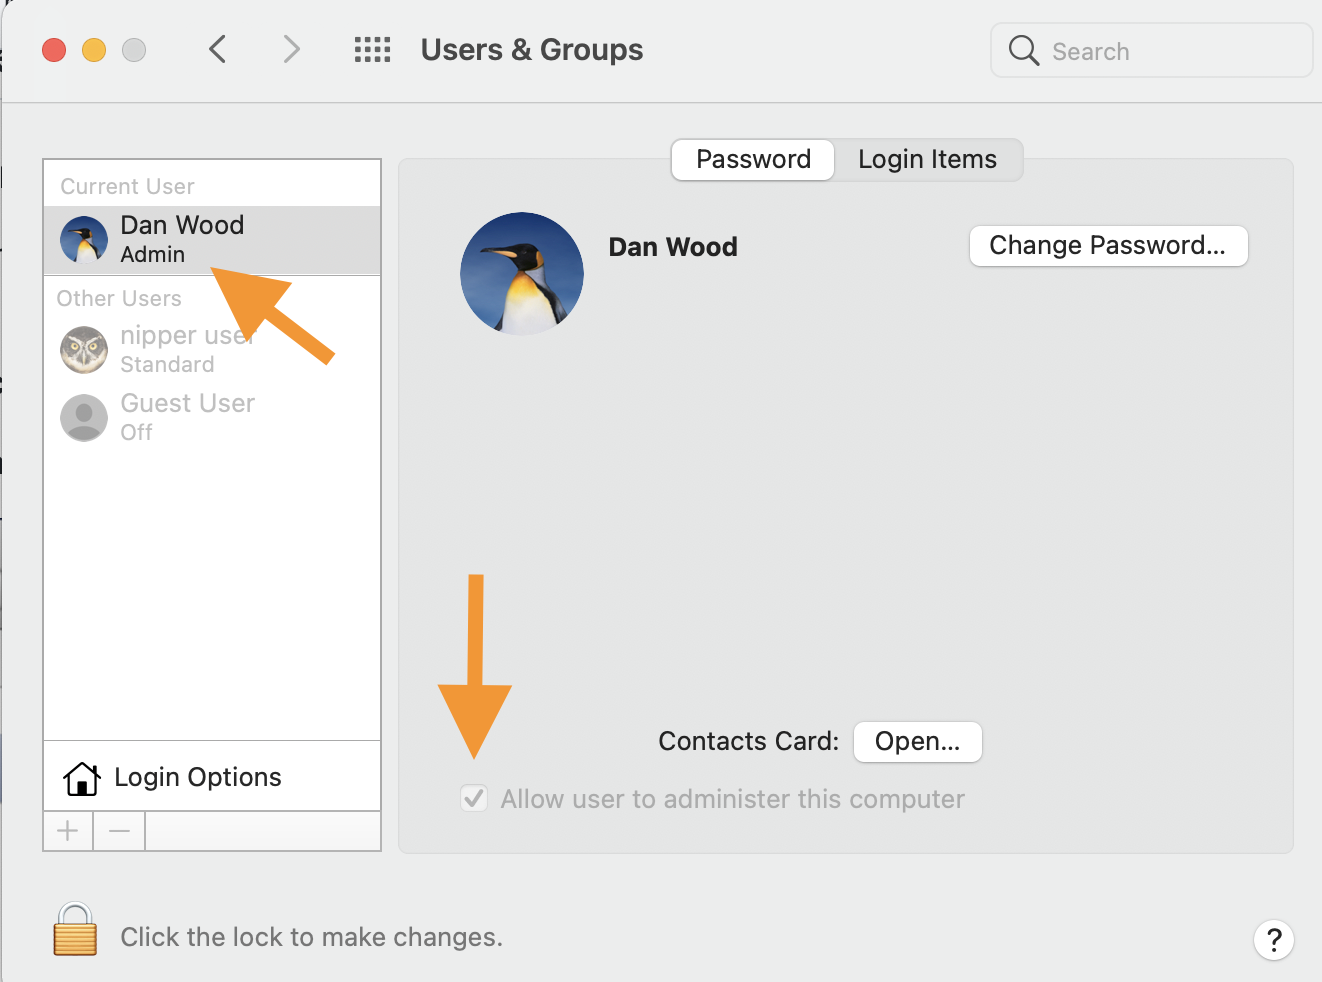 Users & Groups
Search
Password
Login Items
Current User
Dan Wood
Admin
Other Users
nipper user
Standard
Guest User
Off
Login Options
Dan Wood
Change Password...
Contacts Card:
Open...
Allow user to administer this computer
Click the lock to make changes.
?